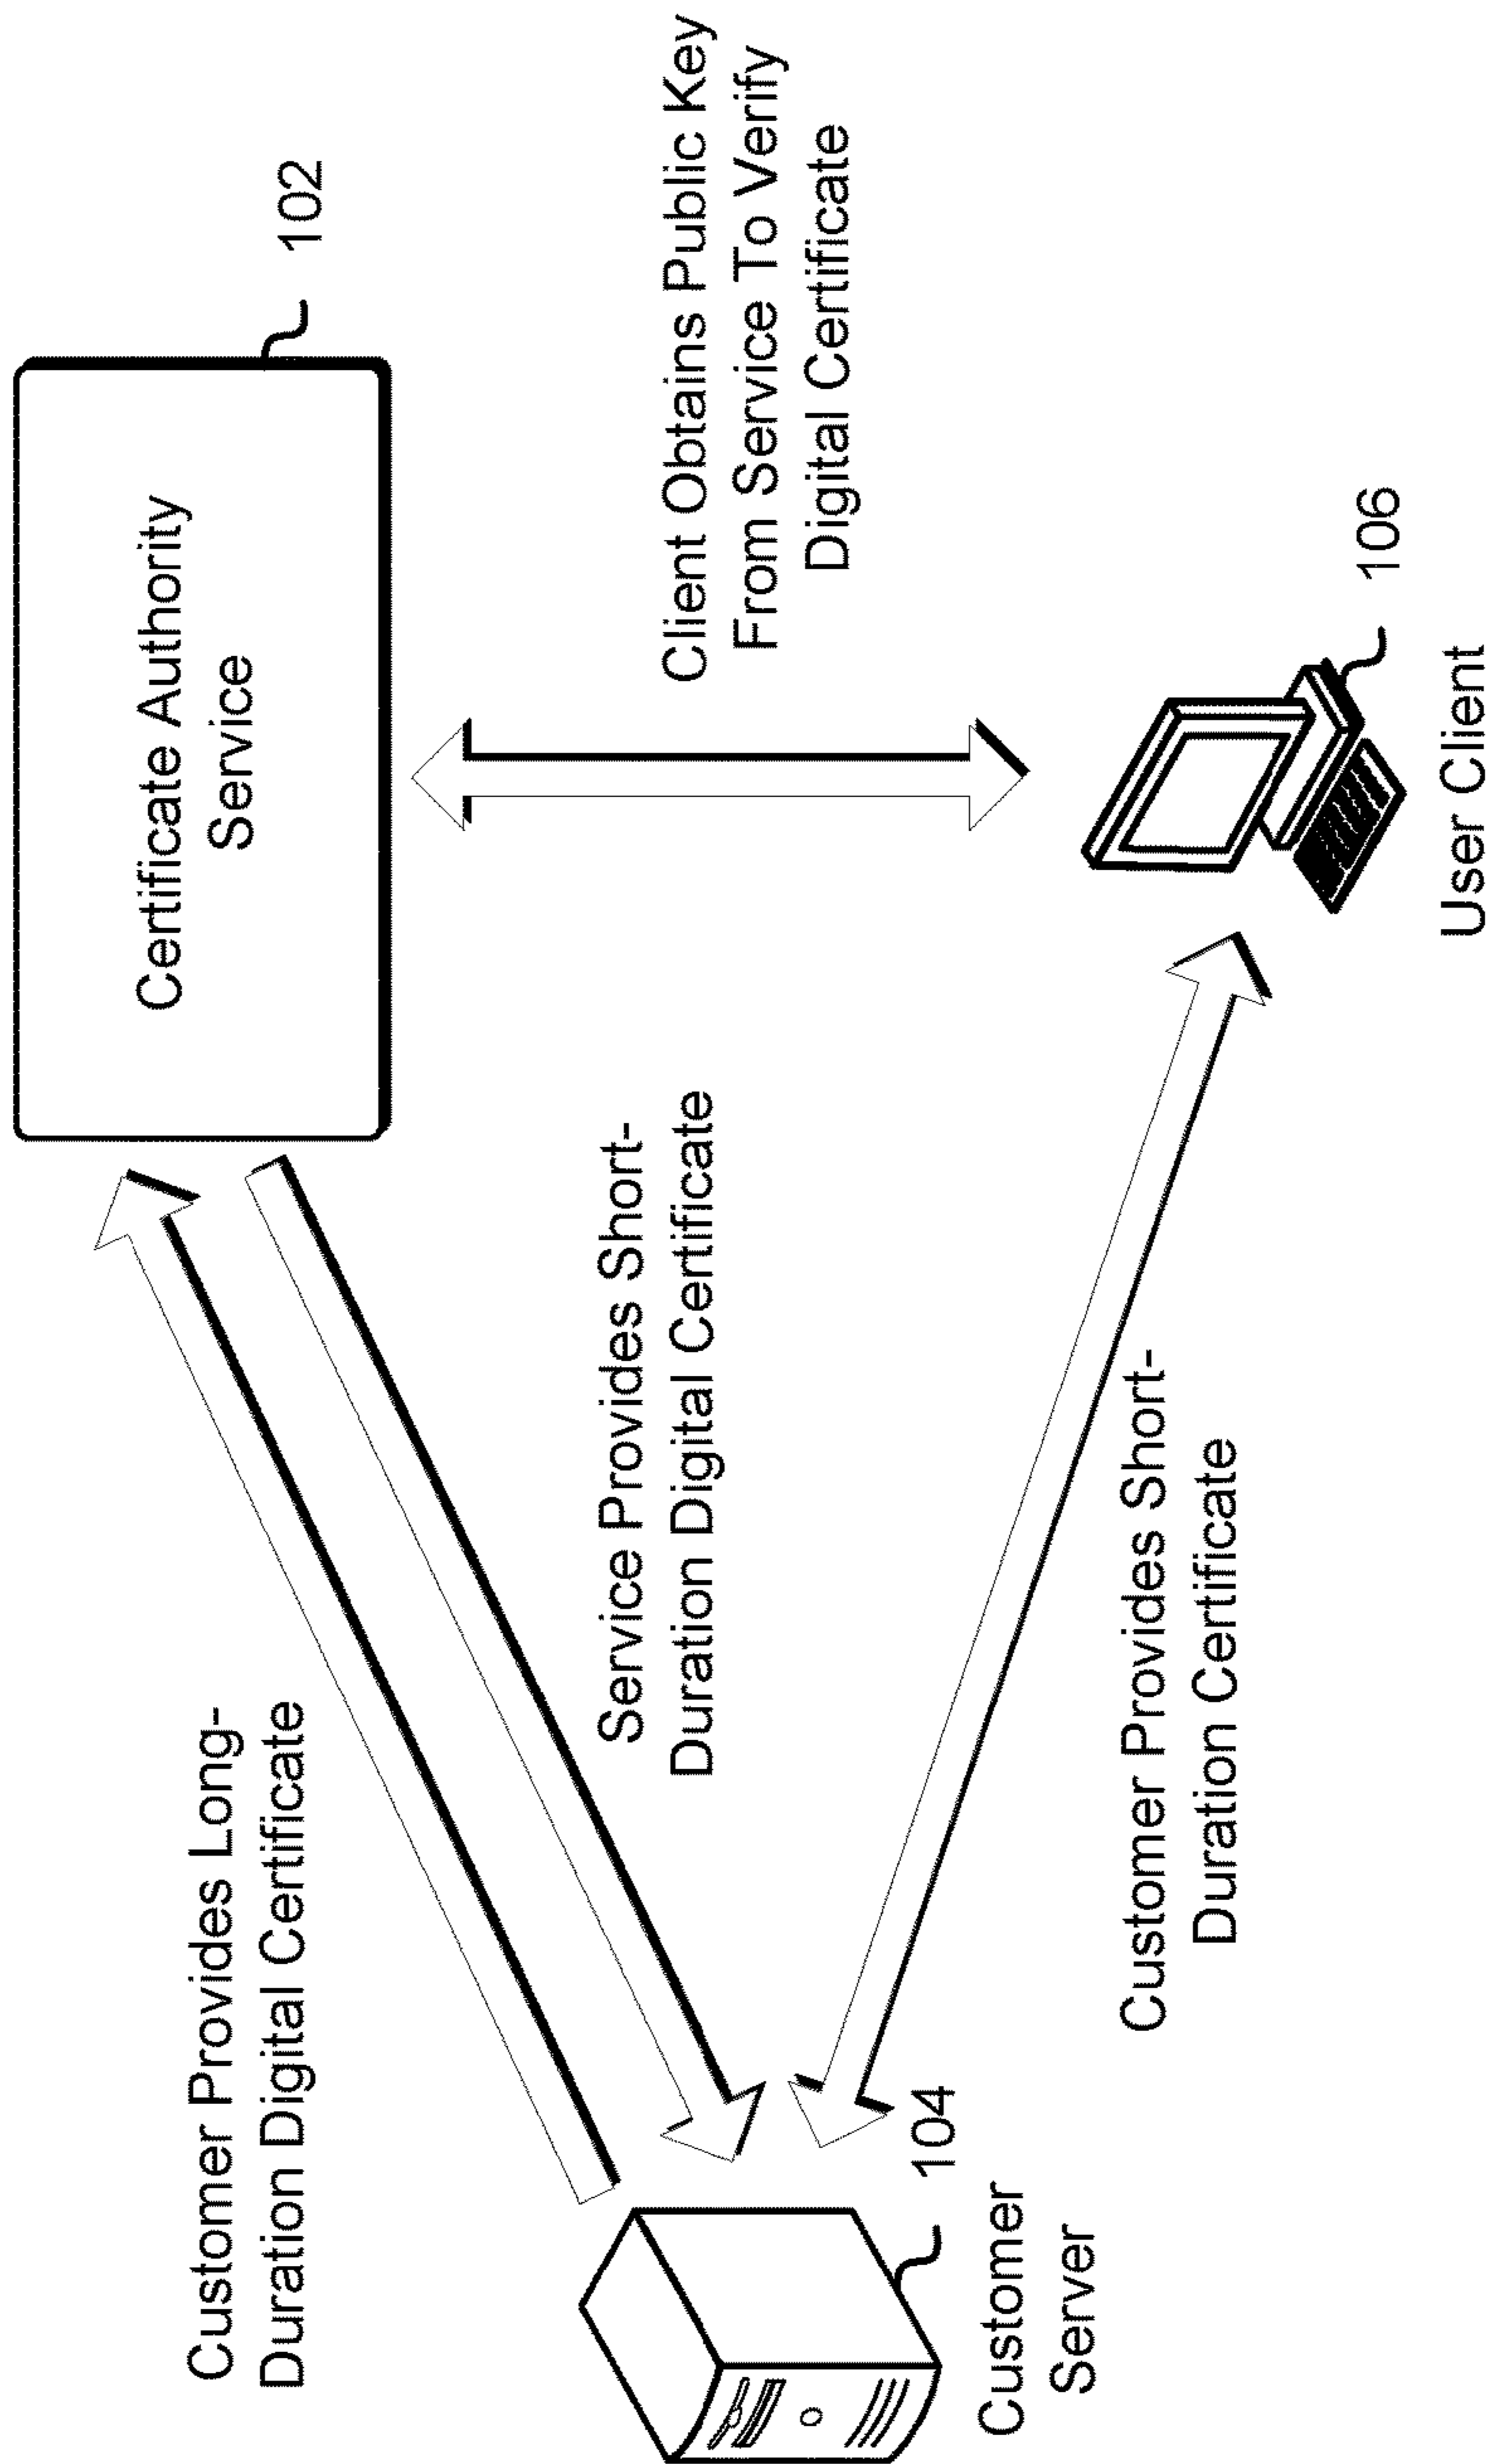 Certificate Authority
Service
102
Customer Provides Long-
Duration Digital Certificate
Service Provides Short-
Duration Digital Certificate
Client Obtains Public Key
From Service To Verify
Digital Certificate
Customer Provides Short-
Duration Certificate
104
Customer
Server
106
User Client